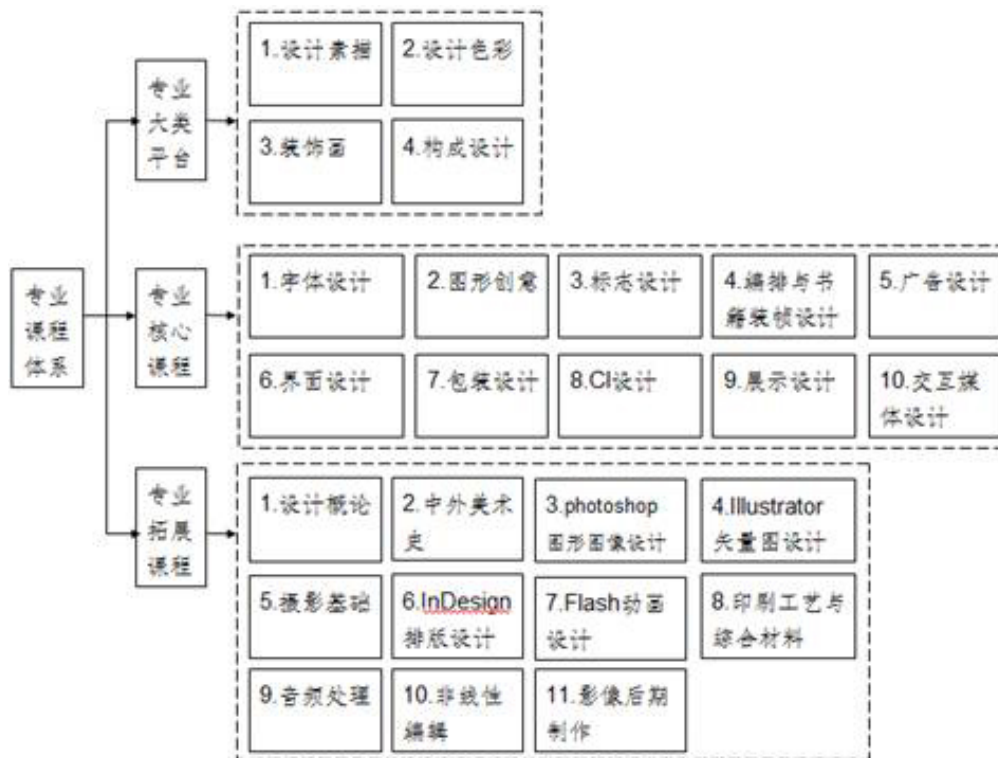 专业
大类
平台
1.设计素描
2.设计色彩
3.装饰画
4.构成设计
专业
课程
体系
专业
核心
课程
1.字体设计
2.图形创意
3.标志设计
4.编排与书
籍装帧设计
5.广告设计
6.界面设计
7.包装设计
8.CI设计
9.展示设计
10.交互媒
体设计
专业
拓展
课程
1.设计概论
2.中外美术
史
3.photoshop
图形图像设计
4.Illustrator
矢量图设计
5.摄影基础
6.InDesign
排版设计
7.Flash动画
设计
8.印刷工艺与
综合材料
9.音频处理
10.非线性
编辑
11.影像后期
制作